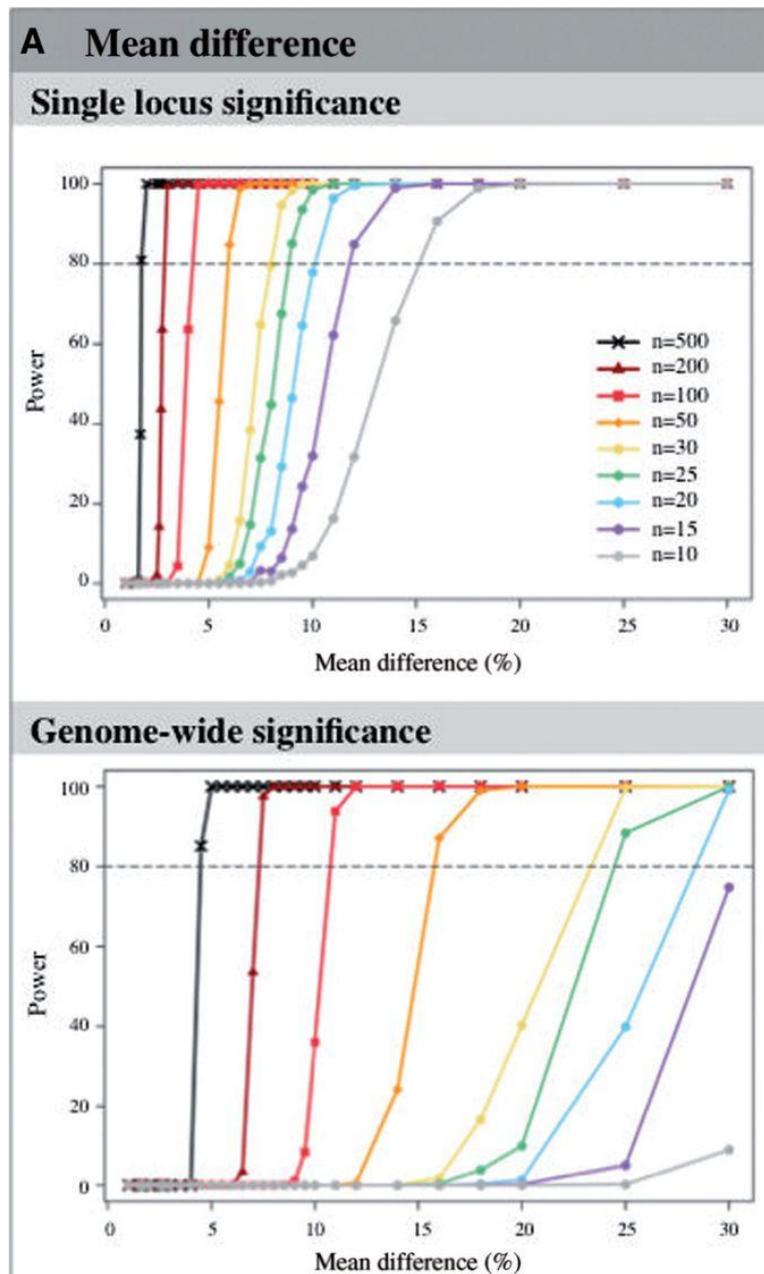 A Mean difference
Single locus significance
100
80
60
40
20
0
Power
n=500
n=200
n=100
n=50
n=30
n=25
n=20
n=15
n=10
0 5 10 15 20 25 30
Mean difference (%)
Genome-wide significance
100
80
60
40
20
0
Power
0 5 10 15 20 25 30
Mean difference (%)